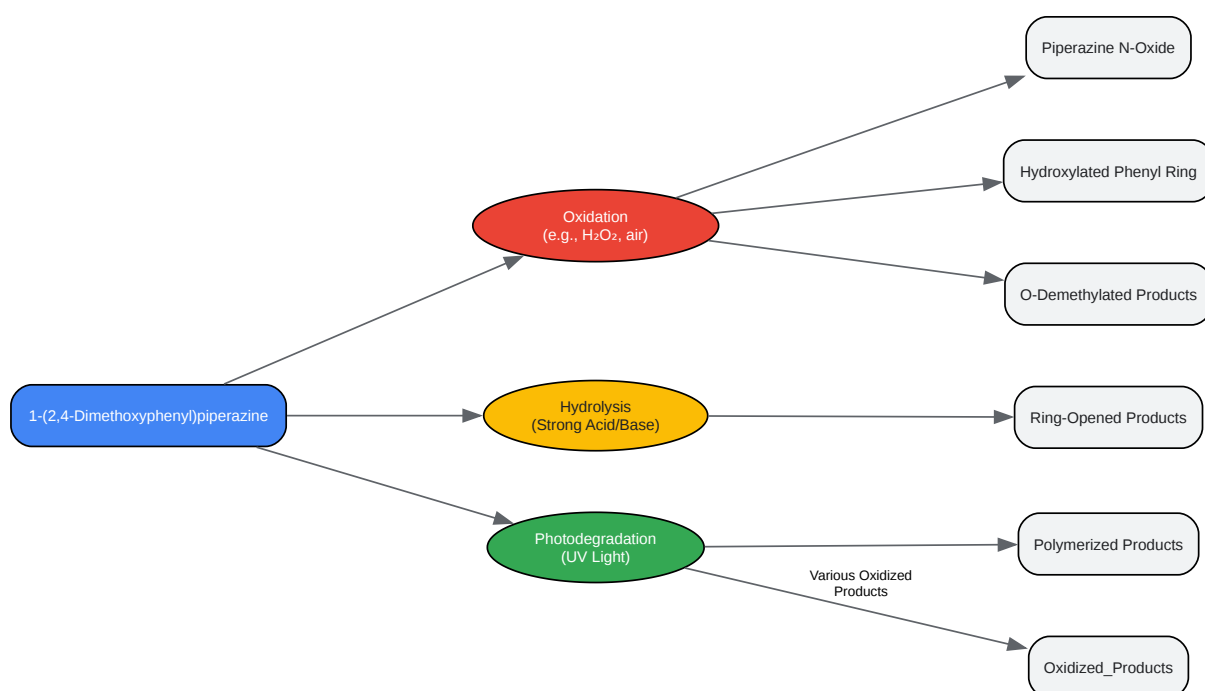 Piperazine N-Oxide
Hydroxylated Phenyl Ring
Oxidation
(e.g., H₂O₂, air)
O-Demethylated Products
1-(2,4-Dimethoxyphenyl)piperazine
Hydrolysis
(Strong Acid/Base)
Ring-Opened Products
Photodegradation
(UV Light)
Polymerized Products
Various Oxidized
Products
Oxidized_Products